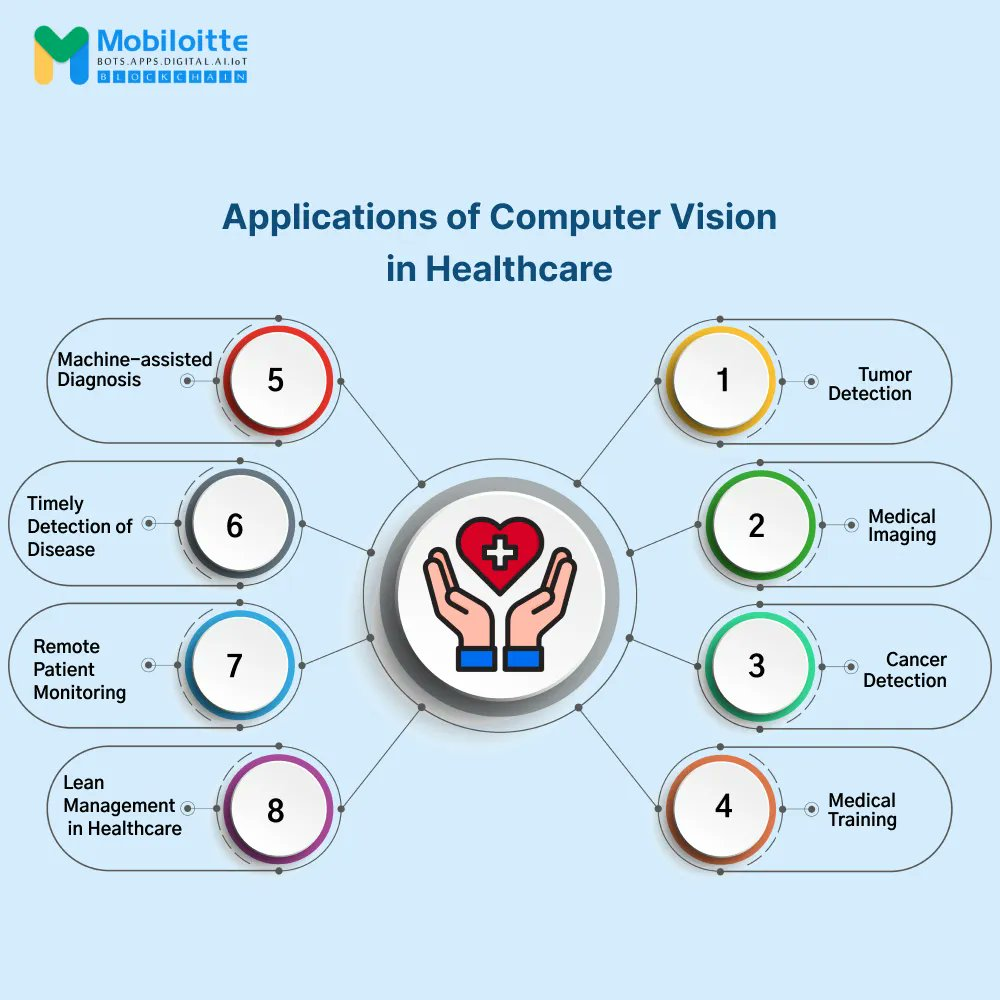 Mobiloitte
BOTS.APPS.DIGITAL.AI.IoT
BLOCKCHAIN
Applications of Computer Vision
in Healthcare
1
Tumor
Detection
2
Medical
Imaging
3
Cancer
Detection
4
Medical
Training
5
Machine-assisted
Diagnosis
6
Timely
Detection of
Disease
7
Remote
Patient
Monitoring
8
Lean
Management
in Healthcare